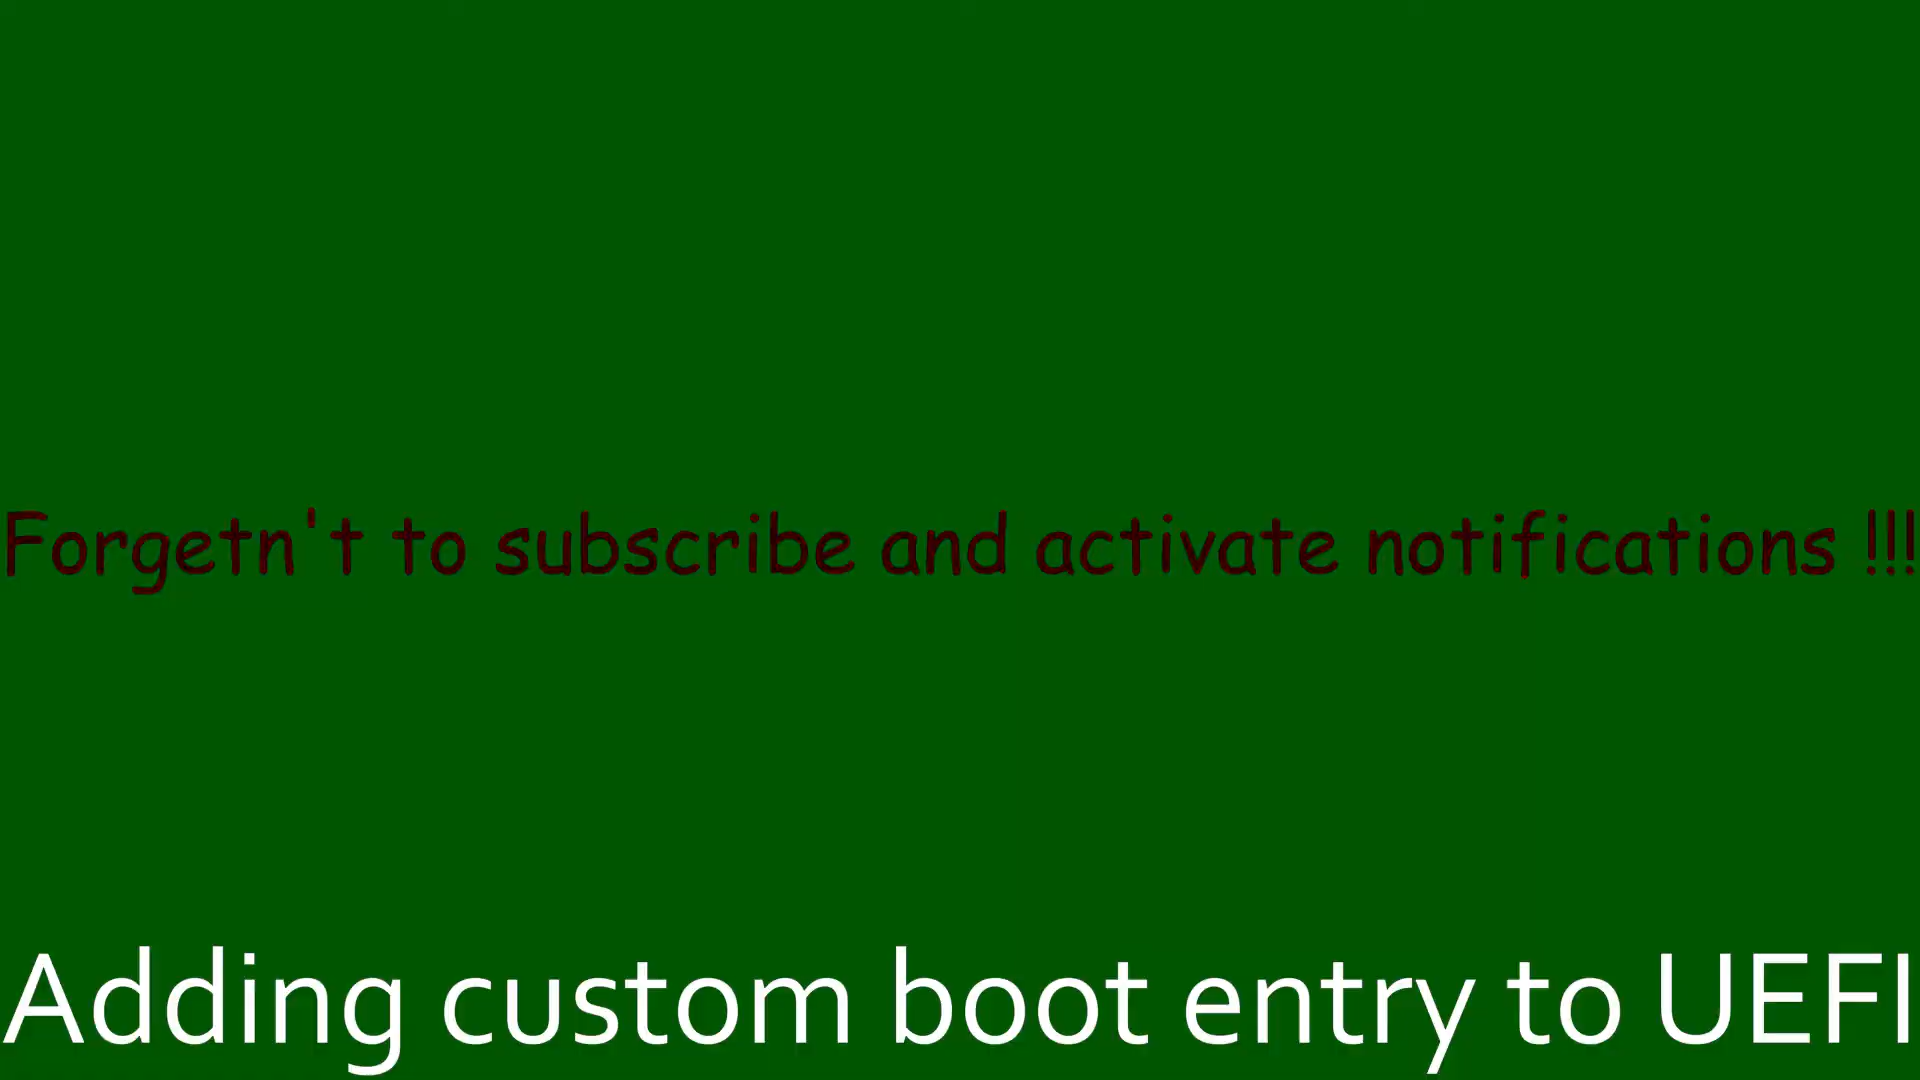 Forgetn't to subscribe and activate notifications !!!
Adding custom boot entry to UEFI